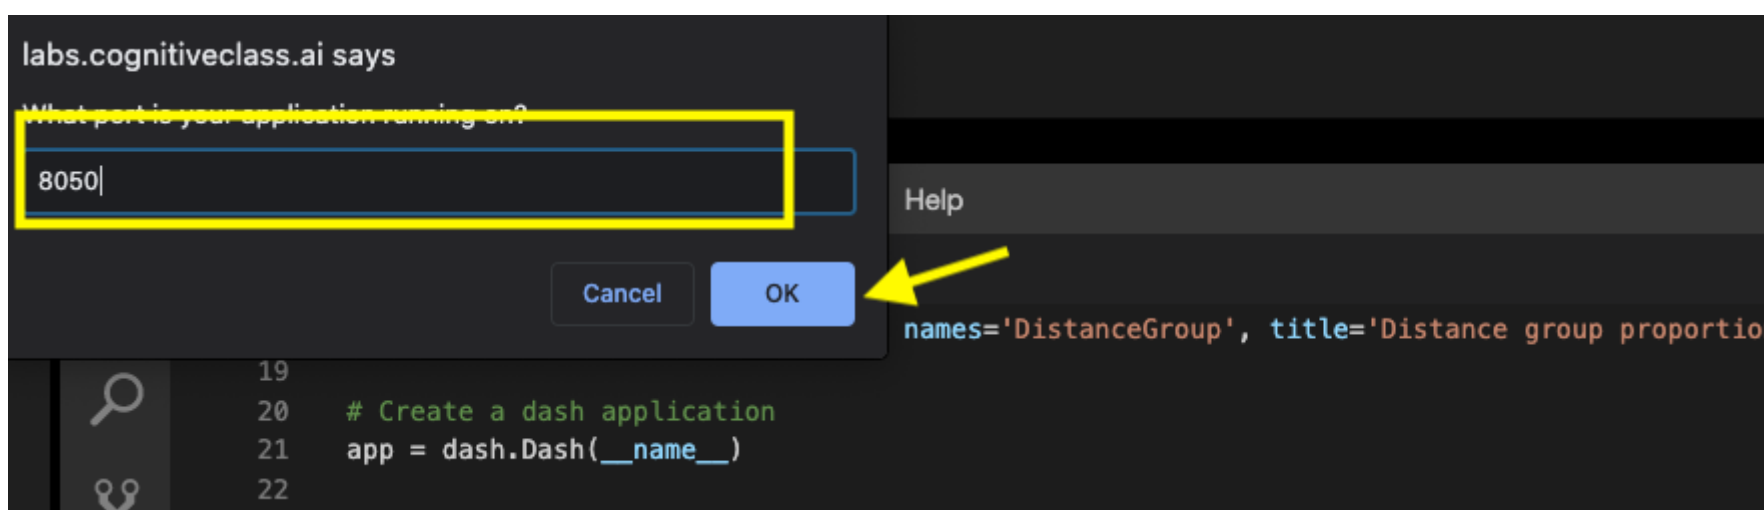 labs.cognitiveclass.ai says
What port is your application running on?
8050
Cancel
OK
Help
names='DistanceGroup', title='Distance group proportio
19
20 # Create a dash application
21 app = dash.Dash(__name__)
22